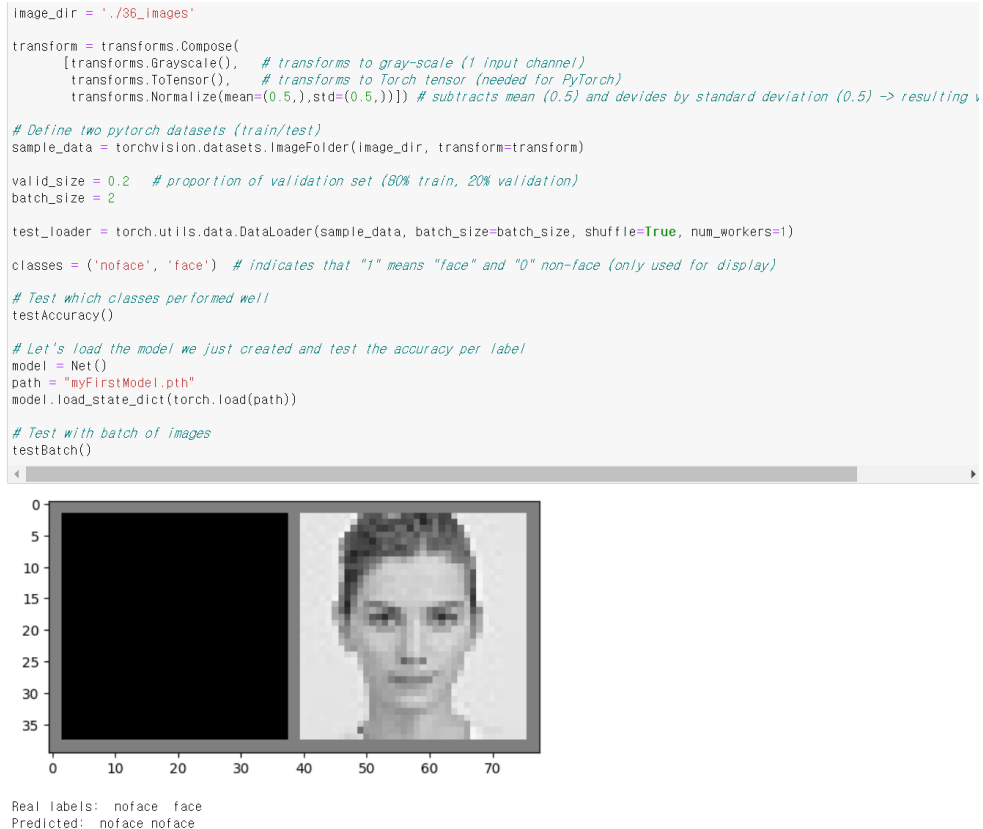 image_dir = './36_images'
transform = transforms.Compose(
[transforms.Grayscale(),   # transforms to gray-scale (1 input channel)
transforms.ToTensor(),    # transforms to Torch tensor (needed for PyTorch)
transforms.Normalize(mean=(0.5,),std=(0.5,))]) # subtracts mean (0.5) and devides by standard deviation (0.5) -> resulting
# Define two pytorch datasets (train/test)
sample_data = torchvision.datasets.ImageFolder(image_dir, transform=transform)
valid_size = 0.2   # proportion of validation set (80% train, 20% validation)
batch_size = 2
test_loader = torch.utils.data.DataLoader(sample_data, batch_size=batch_size, shuffle=True, num_workers=1)
classes = ('noface', 'face')  # indicates that "1" means "face" and "0" non-face (only used for display)
# Test which classes performed well
testAccuracy()
# Let's load the model we just created and test the accuracy per label
model = Net()
path = "myFirstModel.pth"
model.load_state_dict(torch.load(path))
# Test with batch of images
testBatch()
0
5
10
15
20
25
30
35
0 10 20 30 40 50 60 70
Real labels:  noface  face
Predicted:  noface noface